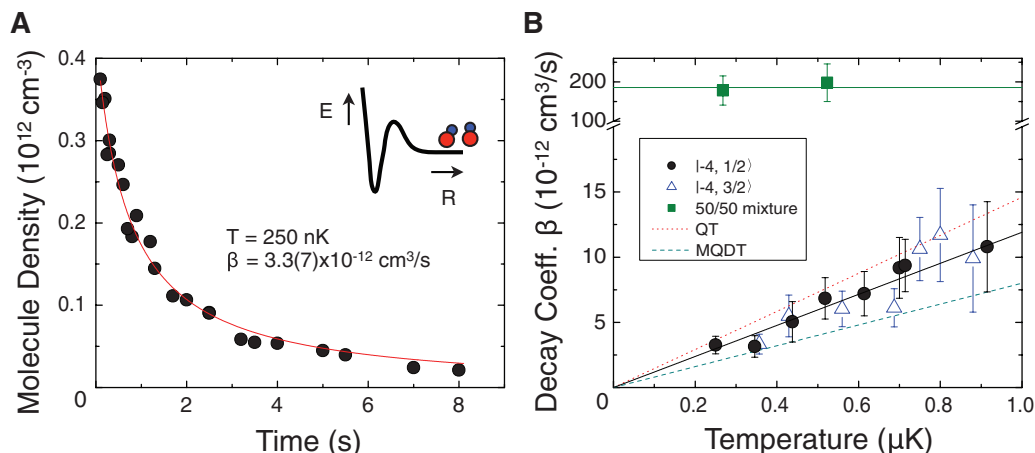 A
Molecule Density (10¹² cm⁻³)
0.4
0.3
0.2
0.1
0
0
2
4
6
8
Time (s)
E
R
T = 250 nK
β = 3.3(7)x10⁻¹² cm³/s
B
Decay Coeff. β (10⁻¹² cm³/s)
200
100
15
10
5
0
0.2
0.4
0.6
0.8
1.0
Temperature (μK)
|-4, 1/2⟩
|-4, 3/2⟩
50/50 mixture
QT
MQDT